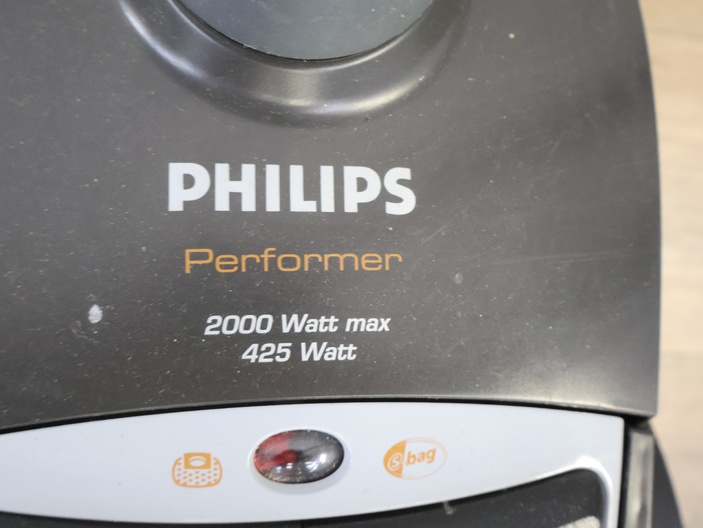 PHILIPS
Performer
2000 Watt max
425 Watt
s-bag